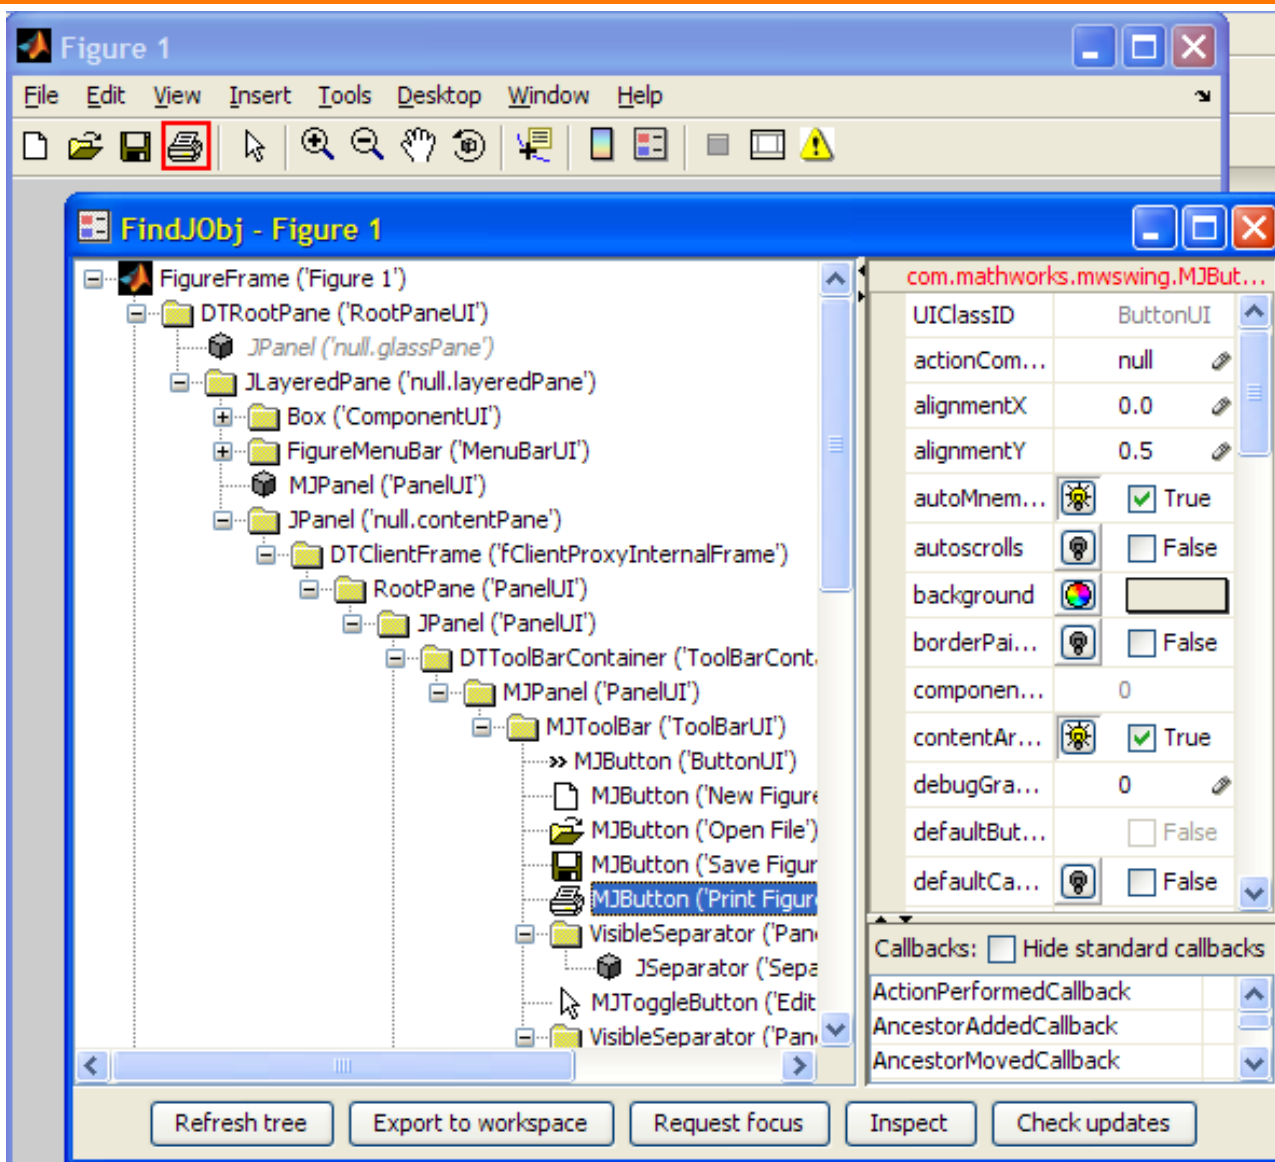 Figure 1
File Edit View Insert Tools Desktop Window Help
FindJObj - Figure 1
FigureFrame ('Figure 1')
DTRootPane ('RootPaneUI')
JPanel ('null.glassPane')
JLayeredPane ('null.layeredPane')
Box ('ComponentUI')
FigureMenuBar ('MenuBarUI')
MJPanel ('PanelUI')
JPanel ('null.contentPane')
DTClientFrame ('fClientProxyInternalFrame')
RootPane ('PanelUI')
JPanel ('PanelUI')
DTToolBarContainer ('ToolBarCont
MJPanel ('PanelUI')
MJToolBar ('ToolBarUI')
MJButton ('ButtonUI')
MJButton ('New Figure
MJButton ('Open File')
MJButton ('Save Figur
MJButton ('Print Figur
VisibleSeparator ('Pan
JSeparator ('Sepa
MJToggleButton ('Edit
VisibleSeparator ('Pan
com.mathworks.mwswing.MJBut...
UIClassID ButtonUI
actionCom... null
alignmentX 0.0
alignmentY 0.5
autoMnem... True
autoscrolls False
background
borderPai... False
componen... 0
contentAr... True
debugGra... 0
defaultBut... False
defaultCa... False
Callbacks: Hide standard callbacks
ActionPerformedCallback
AncestorAddedCallback
AncestorMovedCallback
Refresh tree Export to workspace Request focus Inspect Check updates